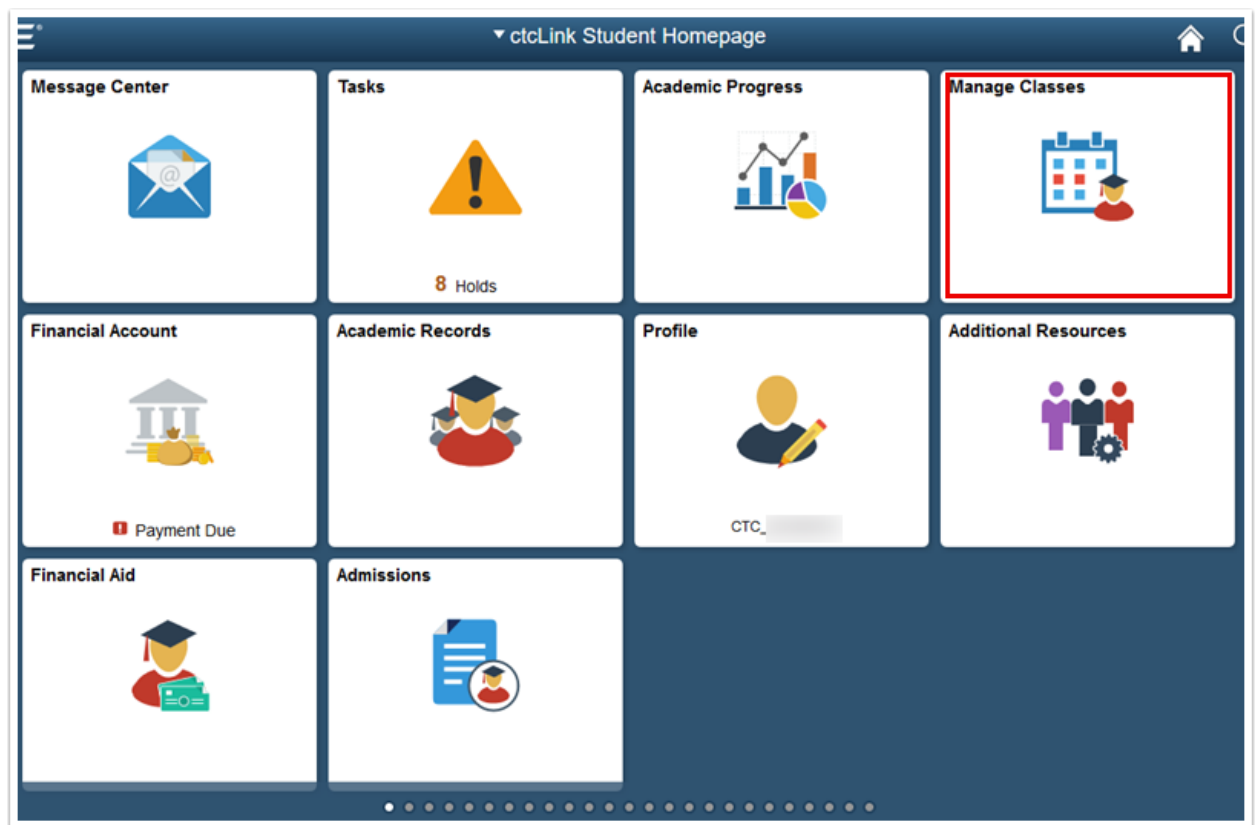 E®
▼ ctcLink Student Homepage
Message Center
Tasks
Academic Progress
Manage Classes
@
8 Holds
Financial Account
Academic Records
Profile
Additional Resources
! Payment Due
CTC_
Financial Aid
Admissions